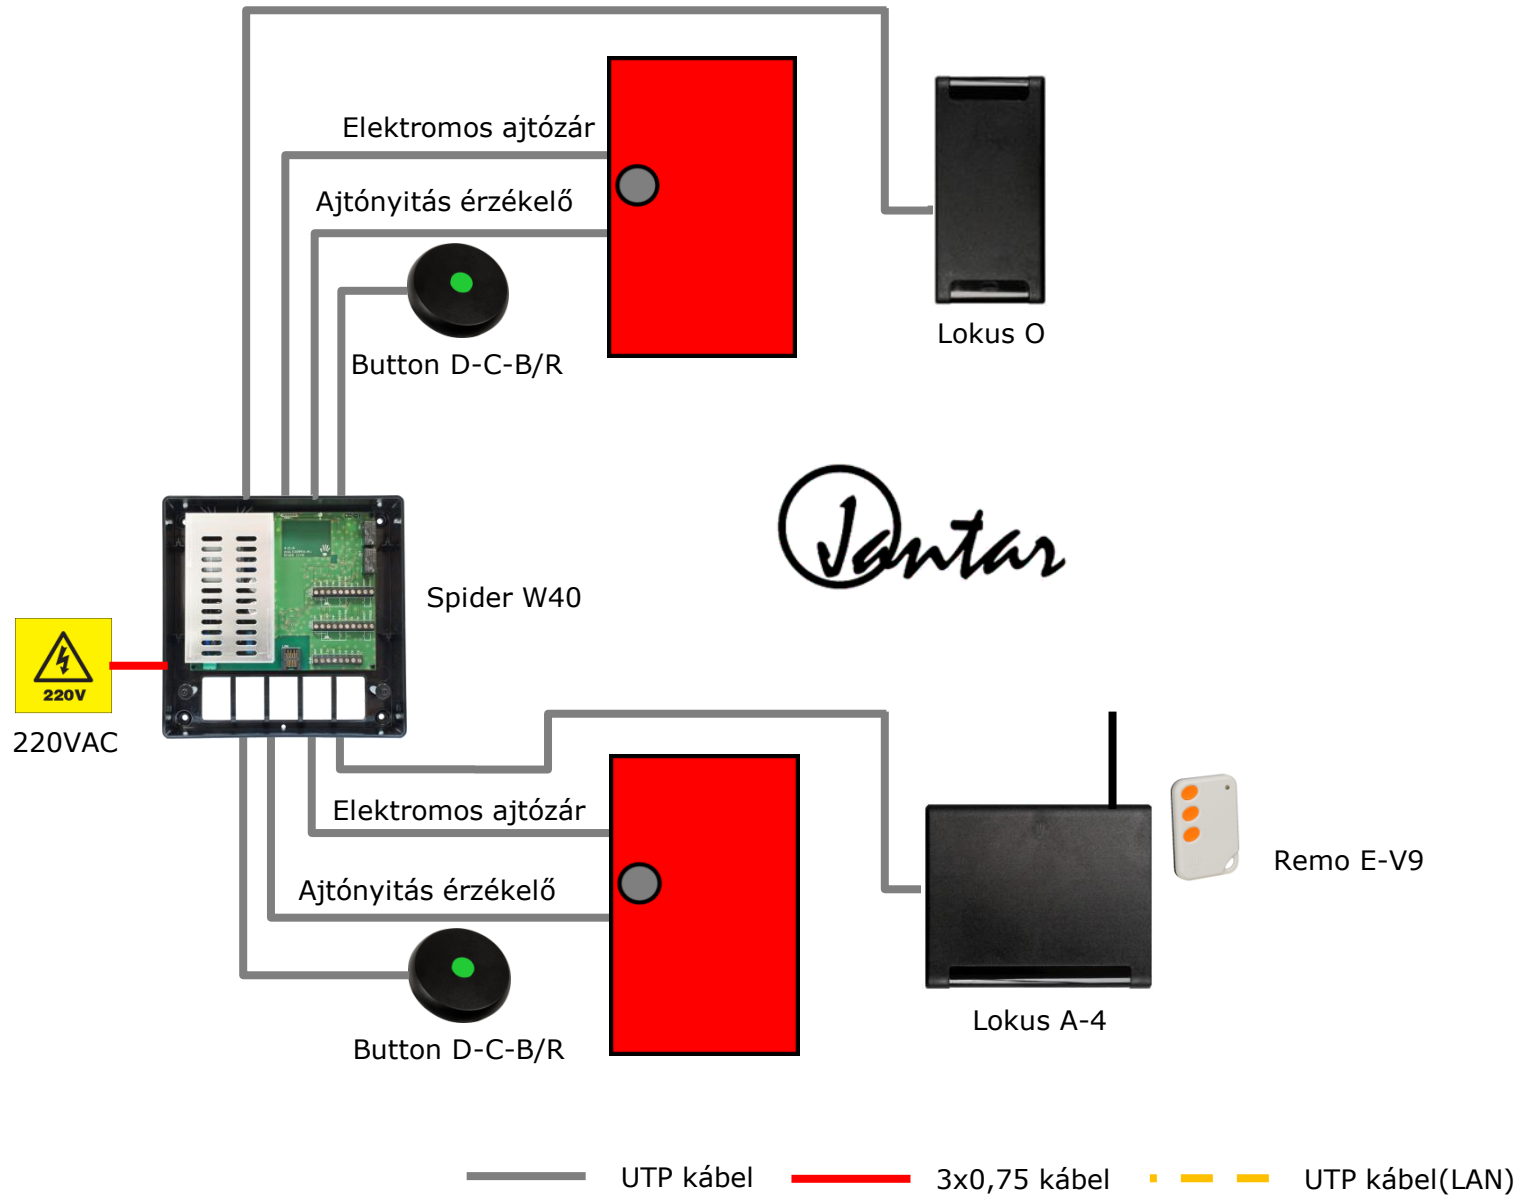 Elektromos ajtózár
Ajtónyitás érzékelő
Button D-C-B/R
Lokus O
Jantar
Spider W40
220V
220VAC
Elektromos ajtózár
Ajtónyitás érzékelő
Button D-C-B/R
Remo E-V9
Lokus A-4
UTP kábel
3x0,75 kábel
UTP kábel(LAN)